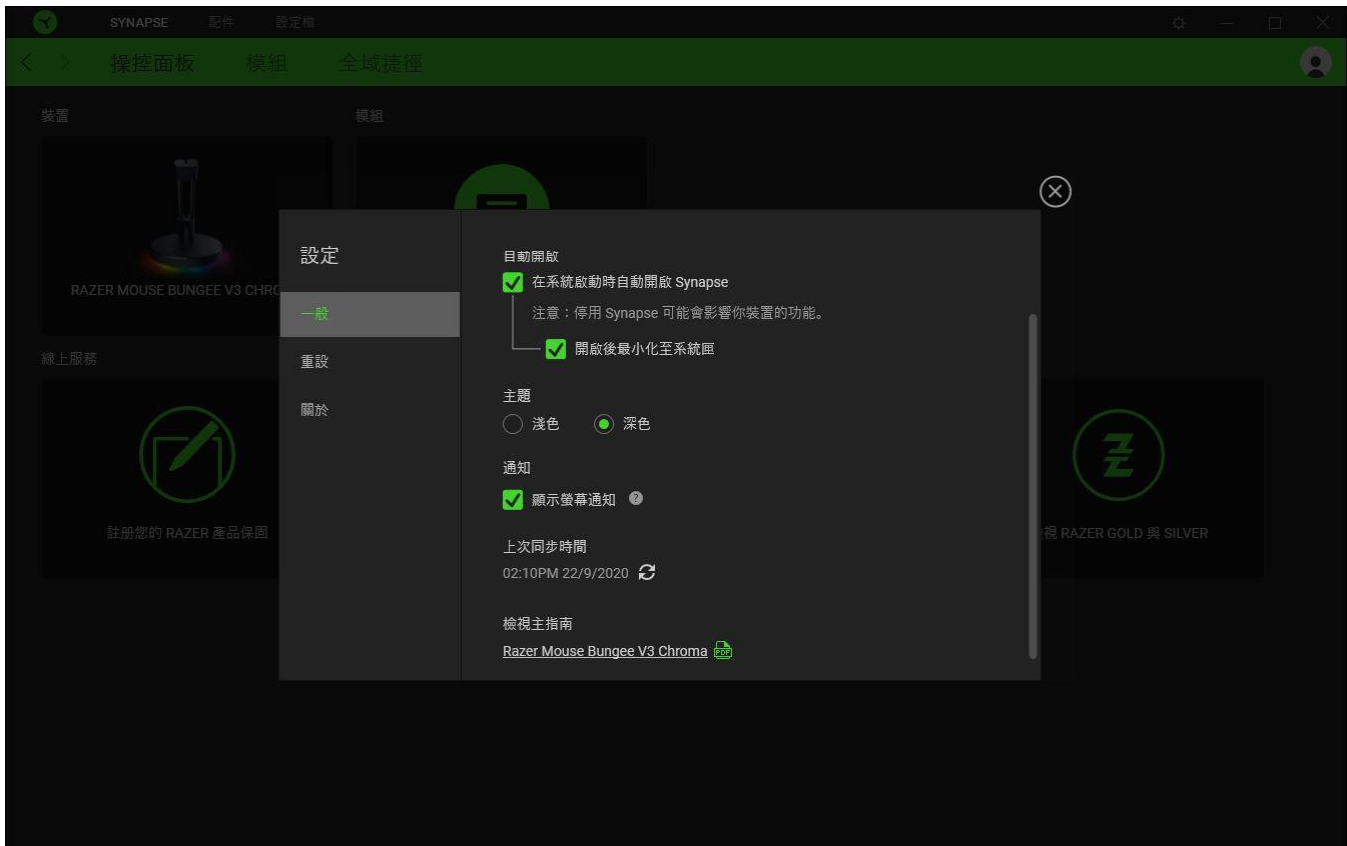 SYNAPSE 配件 設定檔
操控面板 模組 全域捷徑
裝置 模組
RAZER MOUSE BUNGEE V3 CHRO
線上服務
註册您的 RAZER 產品保固
視 RAZER GOLD 與 SILVER
設定
一般
重設
關於
自動開啟
在系統啟動時自動開啟 Synapse
注意：停用 Synapse 可能會影響你裝置的功能。
開啟後最小化至系統匣
主題
淺色 深色
通知
顯示螢幕通知 ?
上次同步時間
02:10PM 22/9/2020
檢視主指南
Razer Mouse Bungee V3 Chroma PDF